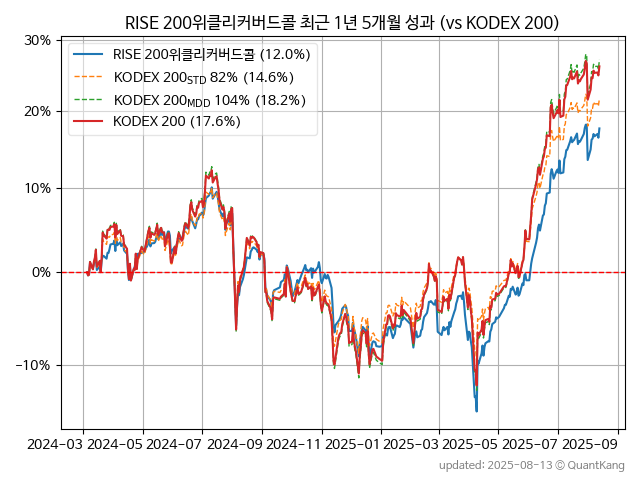 RISE 200위클리커버드콜 최근 1년 5개월 성과 (vs KODEX 200)
30%
20%
10%
0%
−10%
RISE 200위클리커버드콜 (12.0%)
KODEX 200STD 82% (14.6%)
KODEX 200MDD 104% (18.2%)
KODEX 200 (17.6%)
2024-03 2024-05 2024-07 2024-09 2024-11 2025-01 2025-03 2025-05 2025-07 2025-09
updated: 2025-08-13 ⓒ QuantKang